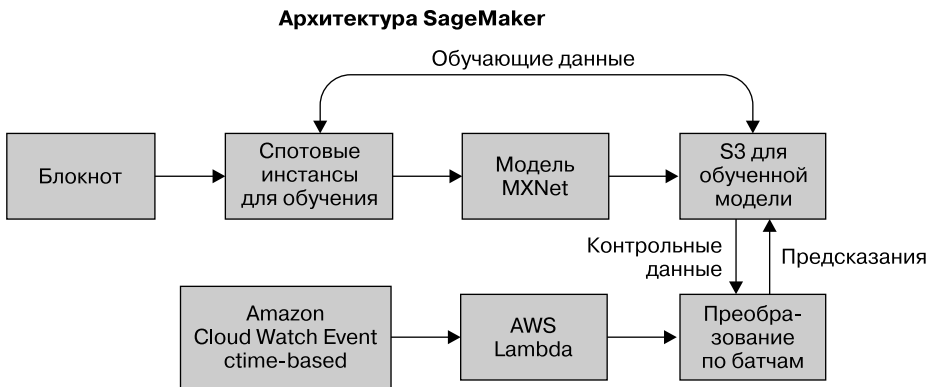 Архитектура SageMaker
Обучающие данные
Блокнот
Спотовые
инстансы
для обучения
Модель
MXNet
S3 для
обученной
модели
Контрольные
данные
Предсказания
Amazon
Cloud Watch Event
ctime-based
AWS
Lambda
Преобра-
зование
по батчам